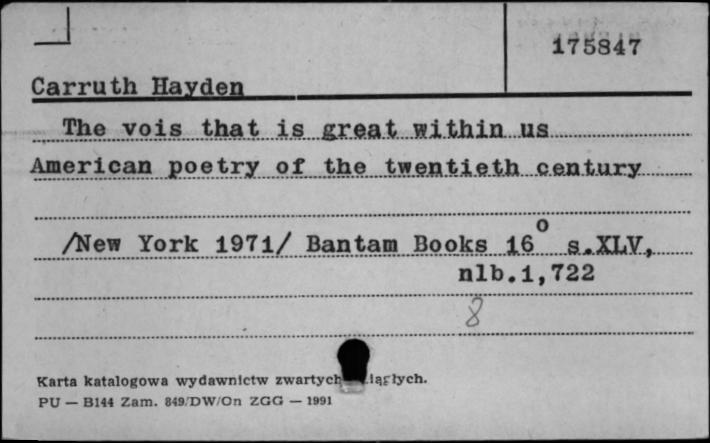 175847
Carruth Hayden
The vois that is great within us
American poetry of the twentieth century
/New York 1971/ Bantam Books 16° s.XLV,
nlb.1,722
8
Karta katalogowa wydawnictw zwartych
PU — B144 Zam. 849/DW/On ZGG — 1991